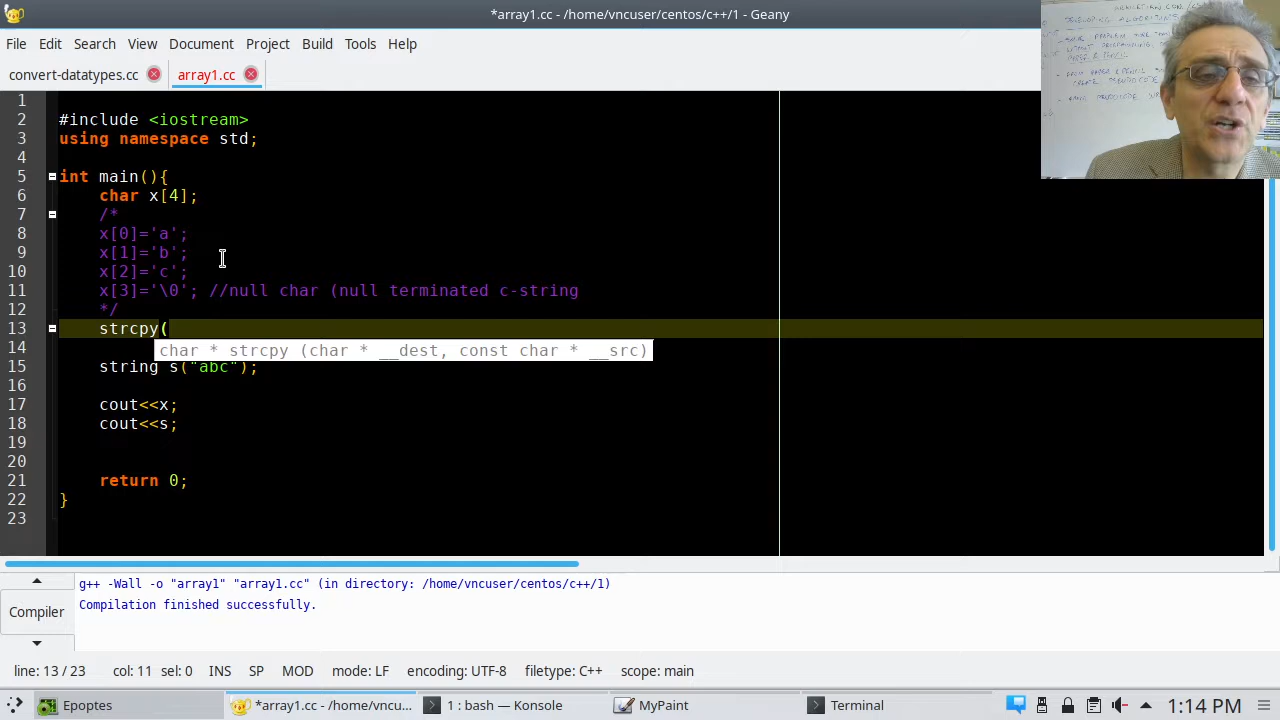 *array1.cc - /home/vncuser/centos/c++/1 - Geany
File Edit Search View Document Project Build Tools Help
convert-datatypes.cc array1.cc
1
2 #include <iostream>
3 using namespace std;
4
5 int main(){
6 char x[4];
7 /*
8 x[0]='a';
9 x[1]='b';
10 x[2]='c';
11 x[3]='\0'; //null char (null terminated c-string
12 */
13 strcpy(
char * strcpy (char * __dest, const char * __src)
14
15 string s("abc");
16
17 cout<<x;
18 cout<<s;
19
20
21 return 0;
22 }
23
g++ -Wall -o "array1" "array1.cc" (in directory: /home/vncuser/centos/c++/1)
Compilation finished successfully.
Compiler
line: 13 / 23 col: 11 sel: 0 INS SP MOD mode: LF encoding: UTF-8 filetype: C++ scope: main
Epoptes *array1.cc - /home/vncu... 1 : bash — Konsole MyPaint Terminal 1:14 PM
DEVELOPING ALGORITHMS
PAPER & PENCIL